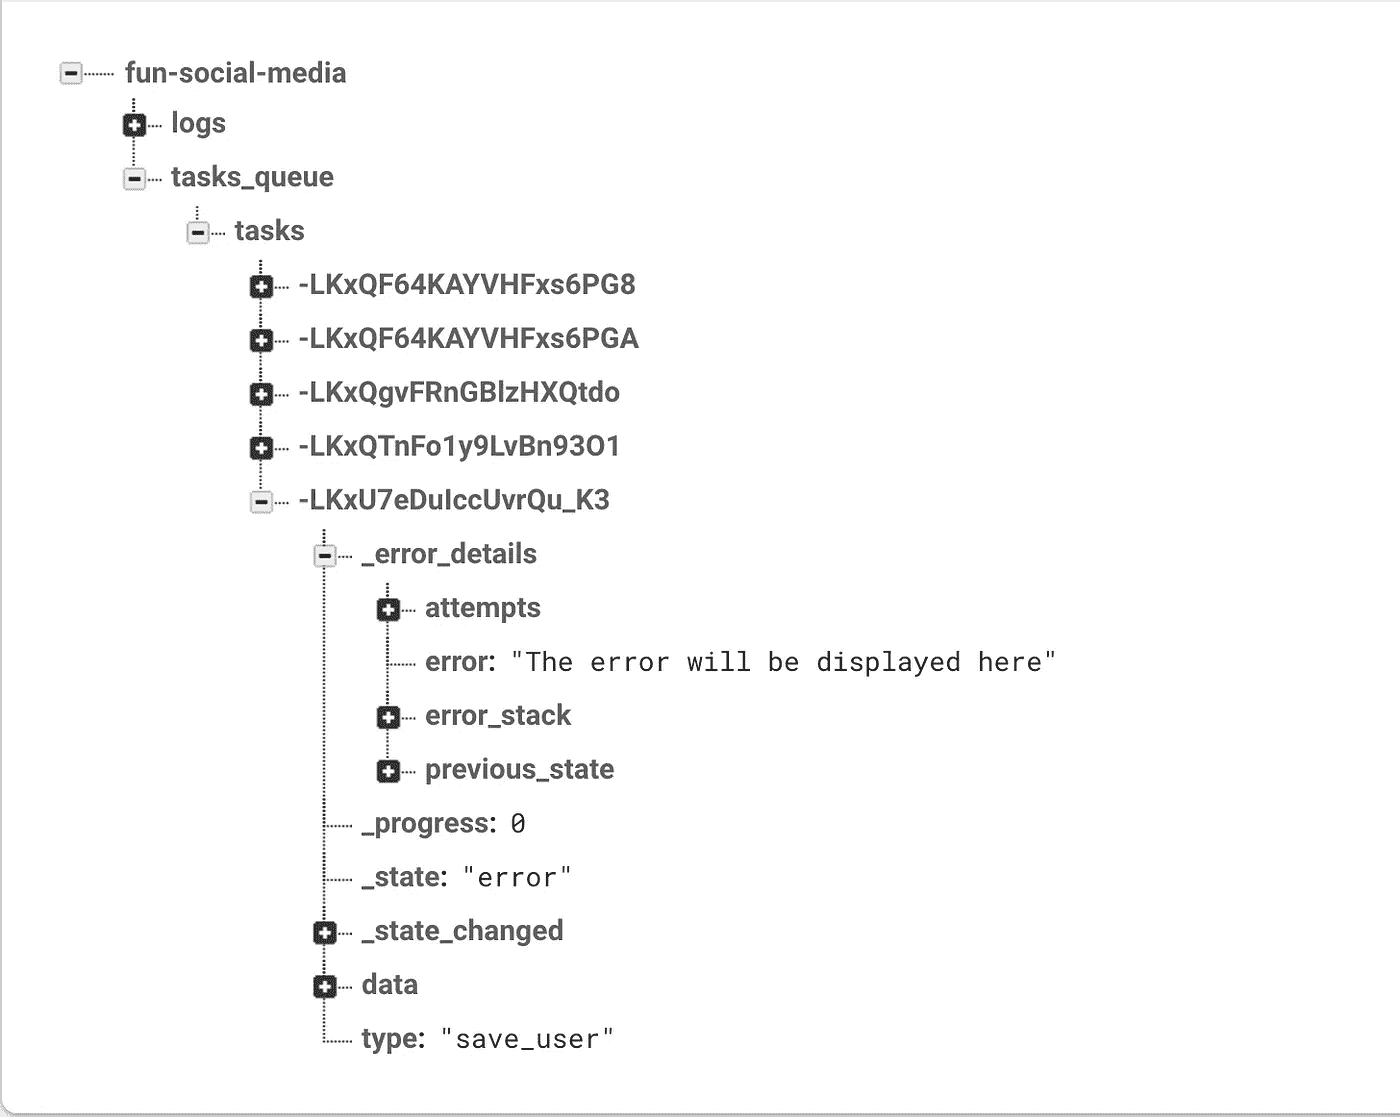 fun-social-media
logs
tasks_queue
tasks
-LKxQF64KAYVHFxs6PG8
-LKxQF64KAYVHFxs6PGA
-LKxQgvFRnGBlzHXQtdo
-LKxQTnFo1y9LvBn93O1
-LKxU7eDuIccUvrQu_K3
_error_details
attempts
error: "The error will be displayed here"
error_stack
previous_state
_progress: 0
_state: "error"
_state_changed
data
type: "save_user"